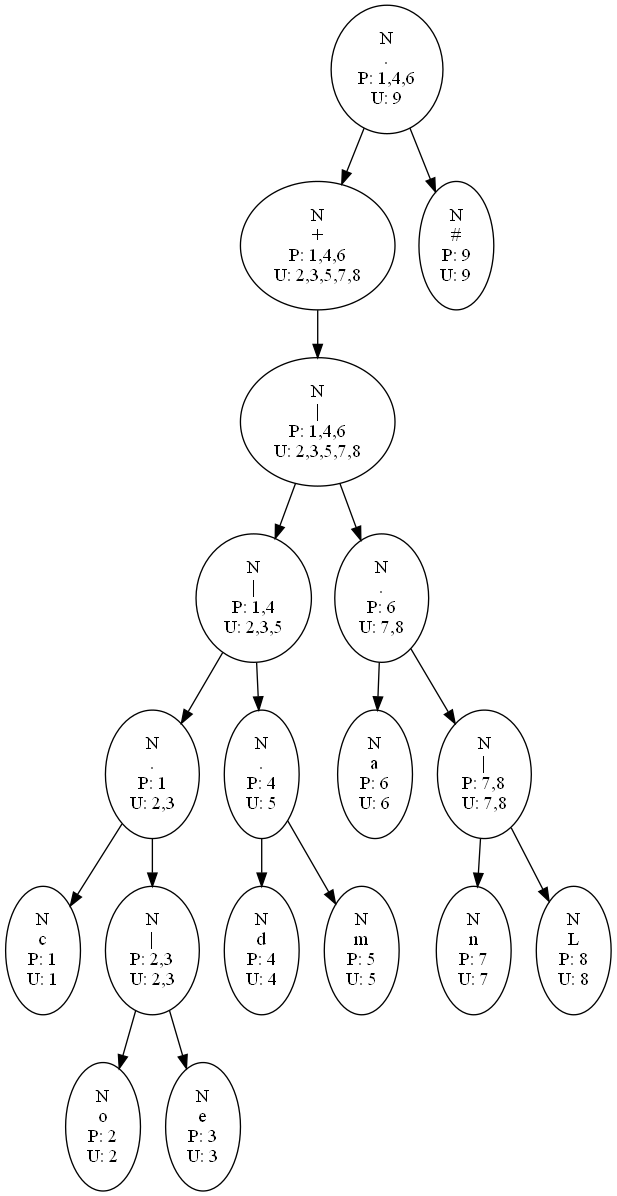 N
.
P: 1,4,6
U: 9
N
+
P: 1,4,6
U: 2,3,5,7,8
N
#
P: 9
U: 9
N
|
P: 1,4,6
U: 2,3,5,7,8
N
|
P: 1,4
U: 2,3,5
N
.
P: 6
U: 7,8
N
.
P: 1
U: 2,3
N
.
P: 4
U: 5
N
a
P: 6
U: 6
N
|
P: 7,8
U: 7,8
N
c
P: 1
U: 1
N
|
P: 2,3
U: 2,3
N
d
P: 4
U: 4
N
m
P: 5
U: 5
N
n
P: 7
U: 7
N
L
P: 8
U: 8
N
o
P: 2
U: 2
N
e
P: 3
U: 3